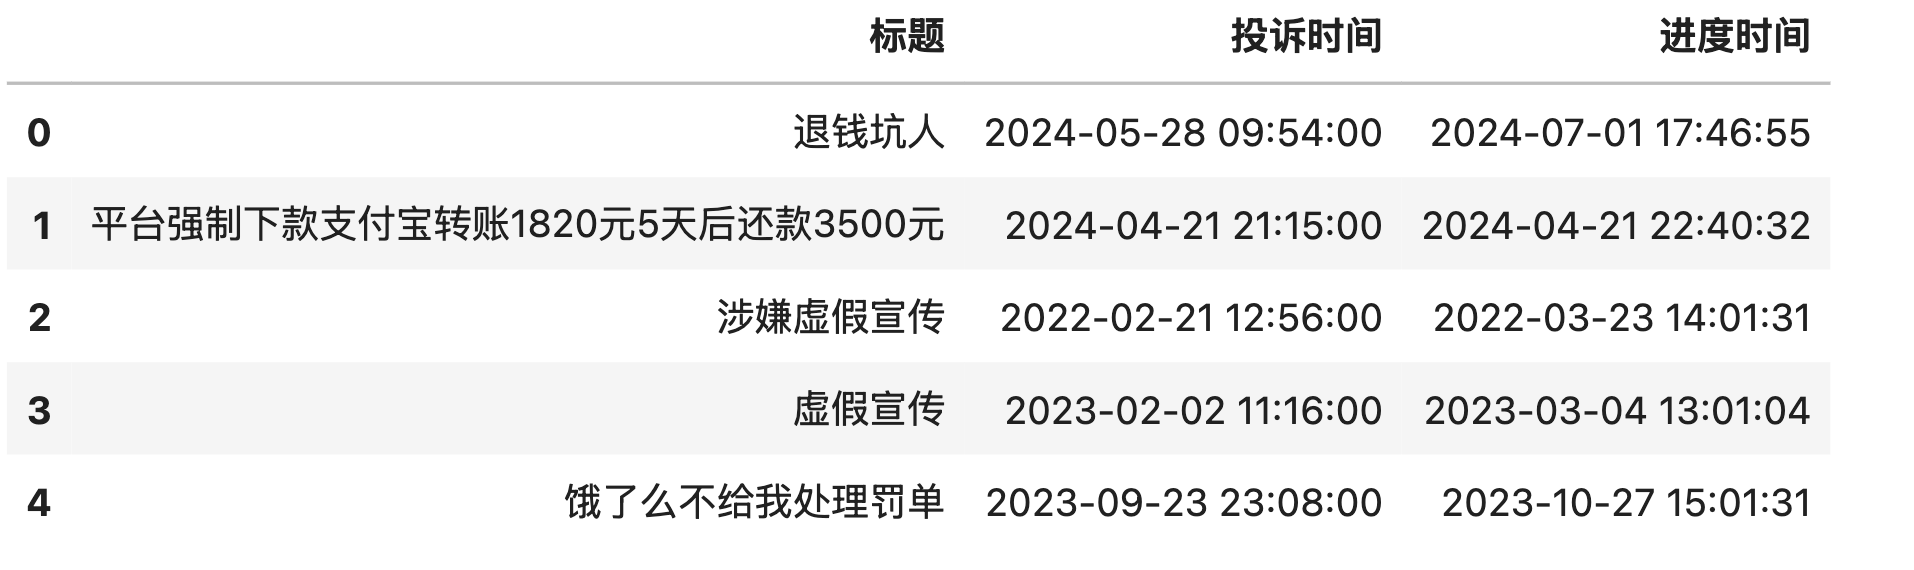 标题 投诉时间 进度时间
0 退钱坑人 2024-05-28 09:54:00 2024-07-01 17:46:55
1 平台强制下款支付宝转账1820元5天后还款3500元 2024-04-21 21:15:00 2024-04-21 22:40:32
2 涉嫌虚假宣传 2022-02-21 12:56:00 2022-03-23 14:01:31
3 虚假宣传 2023-02-02 11:16:00 2023-03-04 13:01:04
4 饿了么不给我处理罚单 2023-09-23 23:08:00 2023-10-27 15:01:31